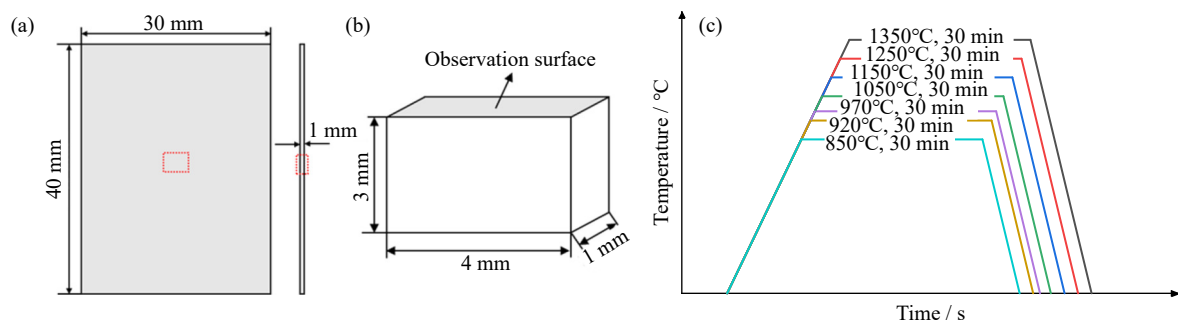 (a)
30 mm
40 mm
1 mm
(b)
Observation surface
3 mm
4 mm
1 mm
(c)
Temperature / °C
1350°C, 30 min
1250°C, 30 min
1150°C, 30 min
1050°C, 30 min
970°C, 30 min
920°C, 30 min
850°C, 30 min
Time / s